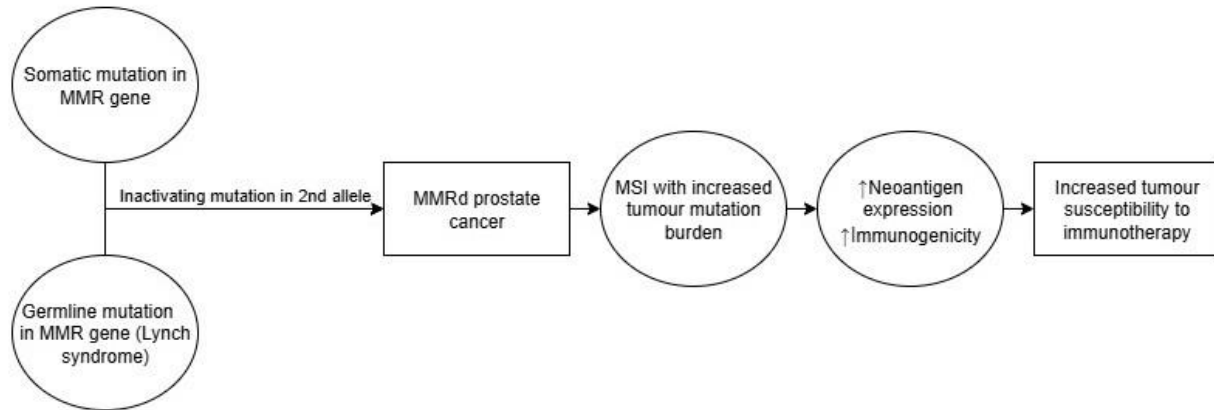 Somatic mutation in
MMR gene
Inactivating mutation in 2nd allele
Germline mutation
in MMR gene (Lynch
syndrome)
MMRd prostate
cancer
MSI with increased
tumour mutation
burden
↑Neoantigen
expression
↑Immunogenicity
Increased tumour
susceptibility to
immunotherapy